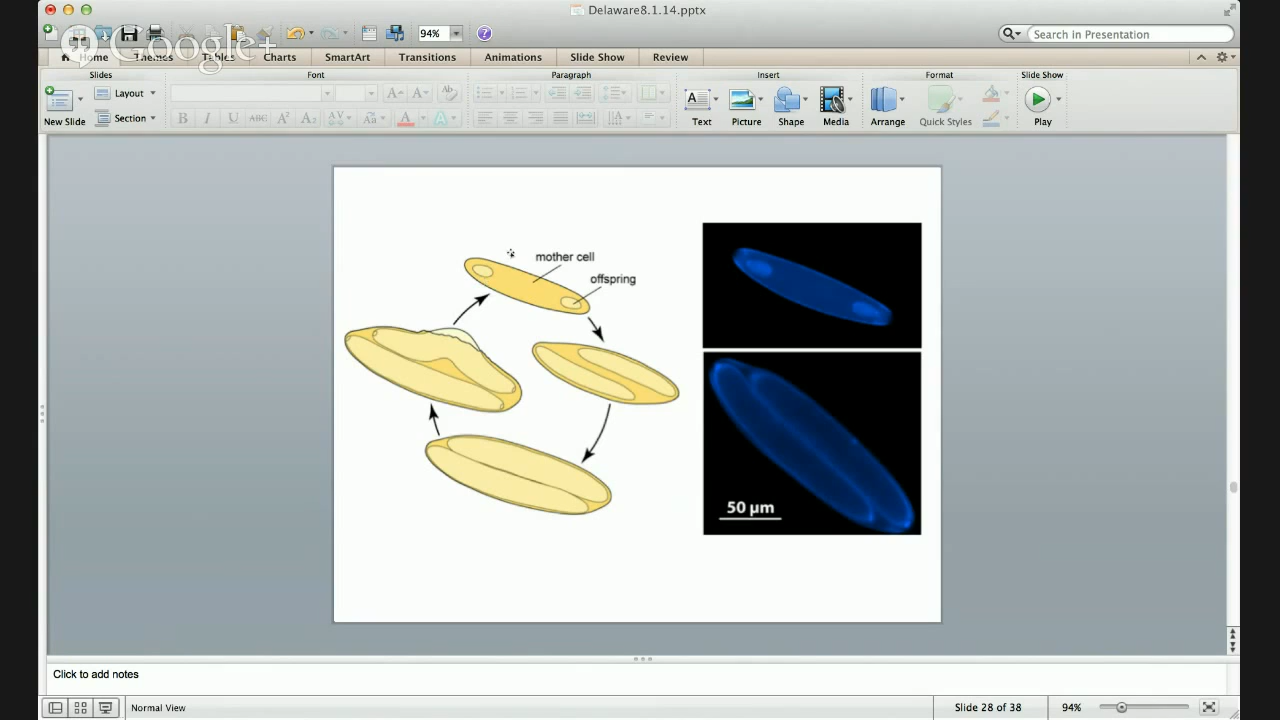 Delaware8.1.14.pptx
Google+
94%
Search in Presentation
Home
Themes
Tables
Charts
SmartArt
Transitions
Animations
Slide Show
Review
Slides
Font
Paragraph
Insert
Format
Slide Show
New Slide
Layout
Section
Text
Picture
Shape
Media
Arrange
Quick Styles
Play
mother cell
offspring
50 µm
Click to add notes
Normal View
Slide 28 of 38
94%